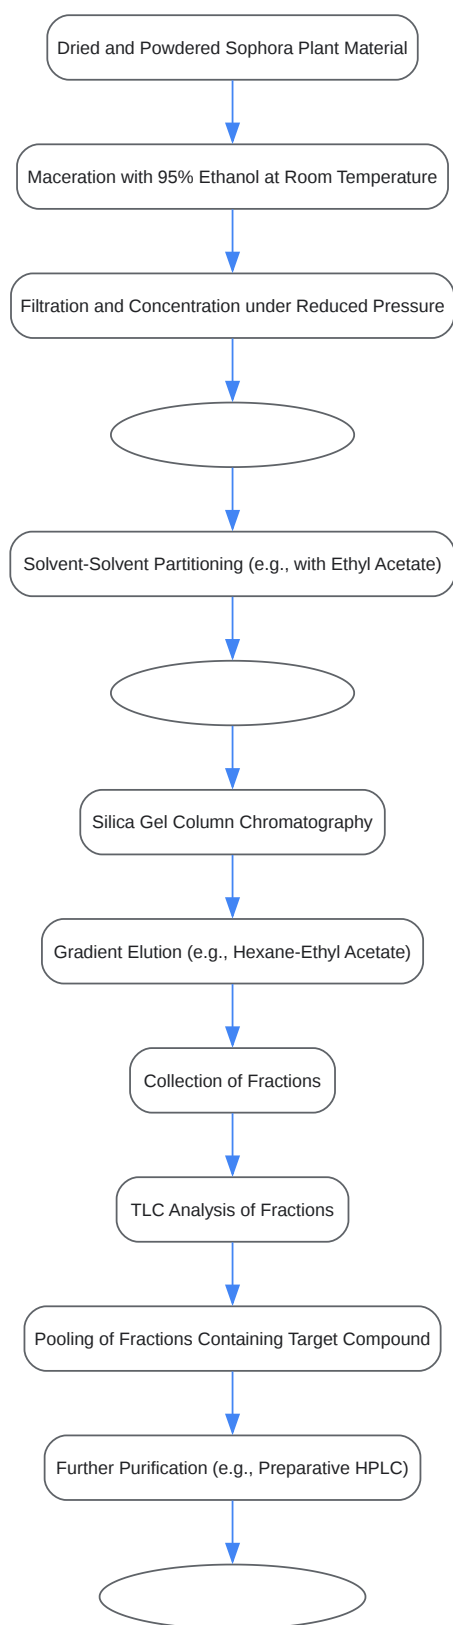 Dried and Powdered Sophora Plant Material
Maceration with 95% Ethanol at Room Temperature
Filtration and Concentration under Reduced Pressure
Solvent-Solvent Partitioning (e.g., with Ethyl Acetate)
Silica Gel Column Chromatography
Gradient Elution (e.g., Hexane-Ethyl Acetate)
Collection of Fractions
TLC Analysis of Fractions
Pooling of Fractions Containing Target Compound
Further Purification (e.g., Preparative HPLC)